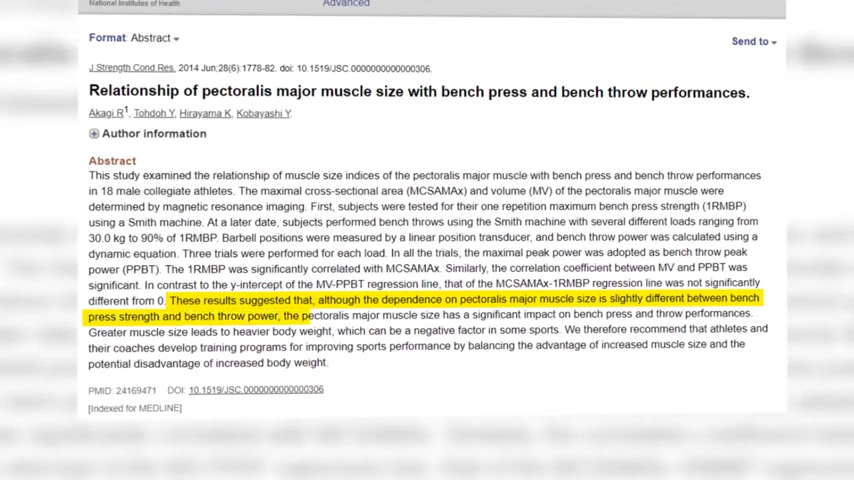 National Institutes of Health
Advanced
Format: Abstract
Send to
J Strength Cond Res. 2014 Jun;28(6):1778-82. doi: 10.1519/JSC.0000000000000306.
Relationship of pectoralis major muscle size with bench press and bench throw performances.
Akagi R1, Tohdoh Y, Hirayama K, Kobayashi Y.
Author information
Abstract
This study examined the relationship of muscle size indices of the pectoralis major muscle with bench press and bench throw performances
in 18 male collegiate athletes. The maximal cross-sectional area (MCSAMAx) and volume (MV) of the pectoralis major muscle were
determined by magnetic resonance imaging. First, subjects were tested for their one repetition maximum bench press strength (1RMBP)
using a Smith machine. At a later date, subjects performed bench throws using the Smith machine with several different loads ranging from
30.0 kg to 90% of 1RMBP. Barbell positions were measured by a linear position transducer, and bench throw power was calculated using a
dynamic equation. Three trials were performed for each load. In all the trials, the maximal peak power was adopted as bench throw peak
power (PPBT). The 1RMBP was significantly correlated with MCSAMAx. Similarly, the correlation coefficient between MV and PPBT was
significant. In contrast to the y-intercept of the MV-PPBT regression line, that of the MCSAMAx-1RMBP regression line was not significantly
different from 0. These results suggested that, although the dependence on pectoralis major muscle size is slightly different between bench
press strength and bench throw power, the pectoralis major muscle size has a significant impact on bench press and throw performances.
Greater muscle size leads to heavier body weight, which can be a negative factor in some sports. We therefore recommend that athletes and
their coaches develop training programs for improving sports performance by balancing the advantage of increased muscle size and the
potential disadvantage of increased body weight.
PMID: 24169471 DOI: 10.1519/JSC.0000000000000306
[Indexed for MEDLINE]